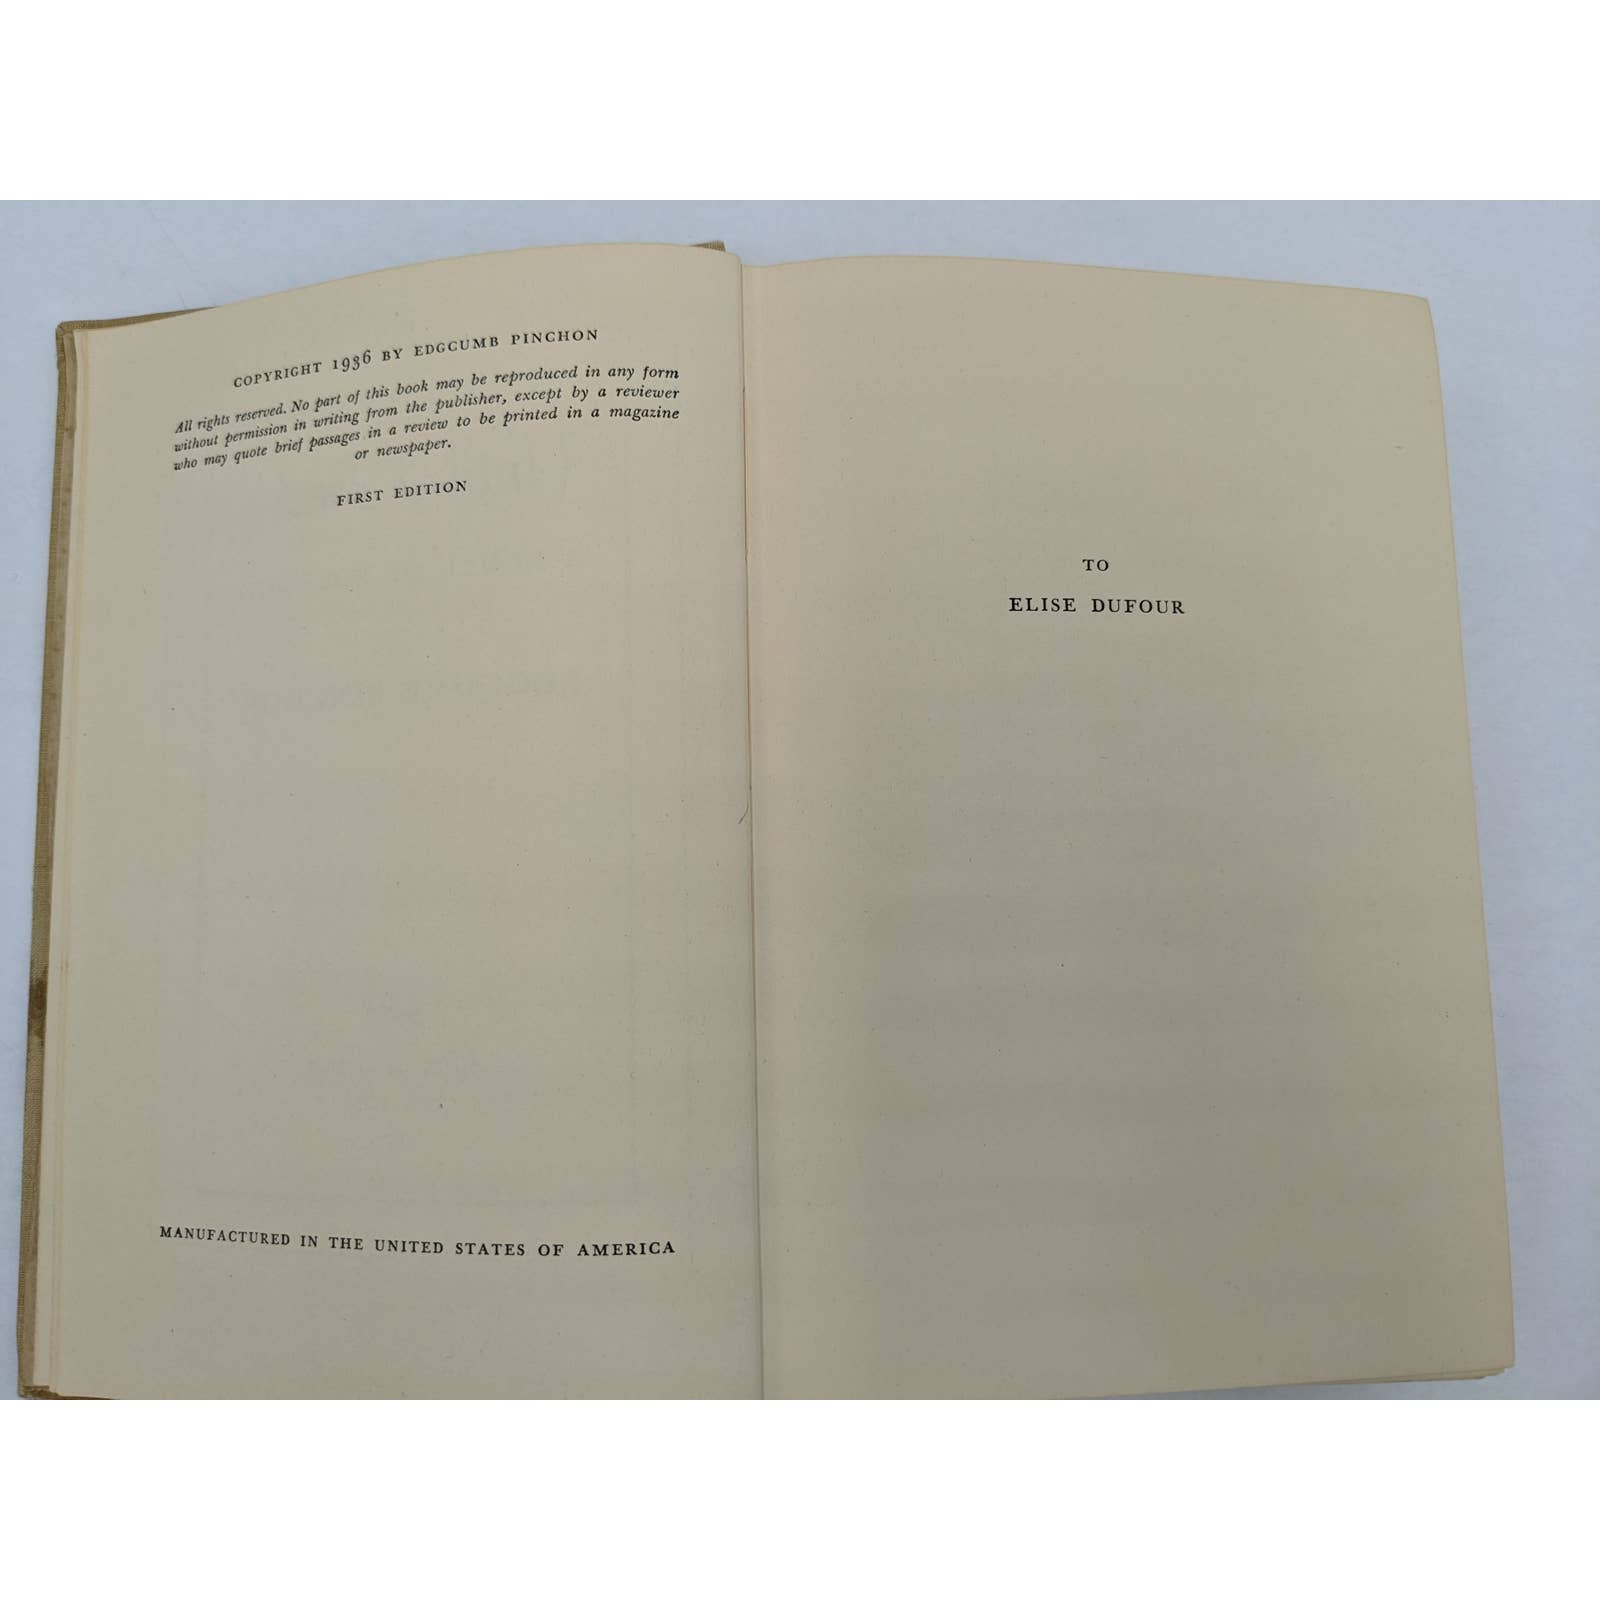 COPYRIGHT 1936 BY EDGCUMB PINCHON
All rights reserved. No part of this book may be reproduced in any form
without permission in writing from the publisher, except by a reviewer
who may quote brief passages in a review to be printed in a magazine
or newspaper.
FIRST EDITION
MANUFACTURED IN THE UNITED STATES OF AMERICA
TO
ELISE DUFOUR